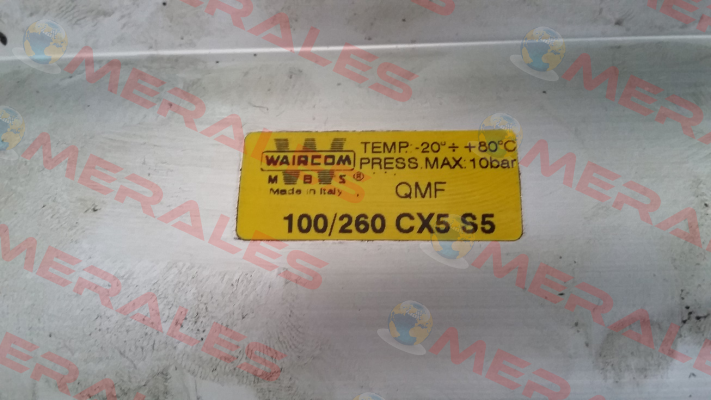 WAIRCOM
M B S ®
Made in Italy
TEMP: -20°÷ +80°C
PRESS. MAX: 10bar
QMF
100/260 CX5 S5
MERALES
MERALES
MERALES
MERALES
MERALES